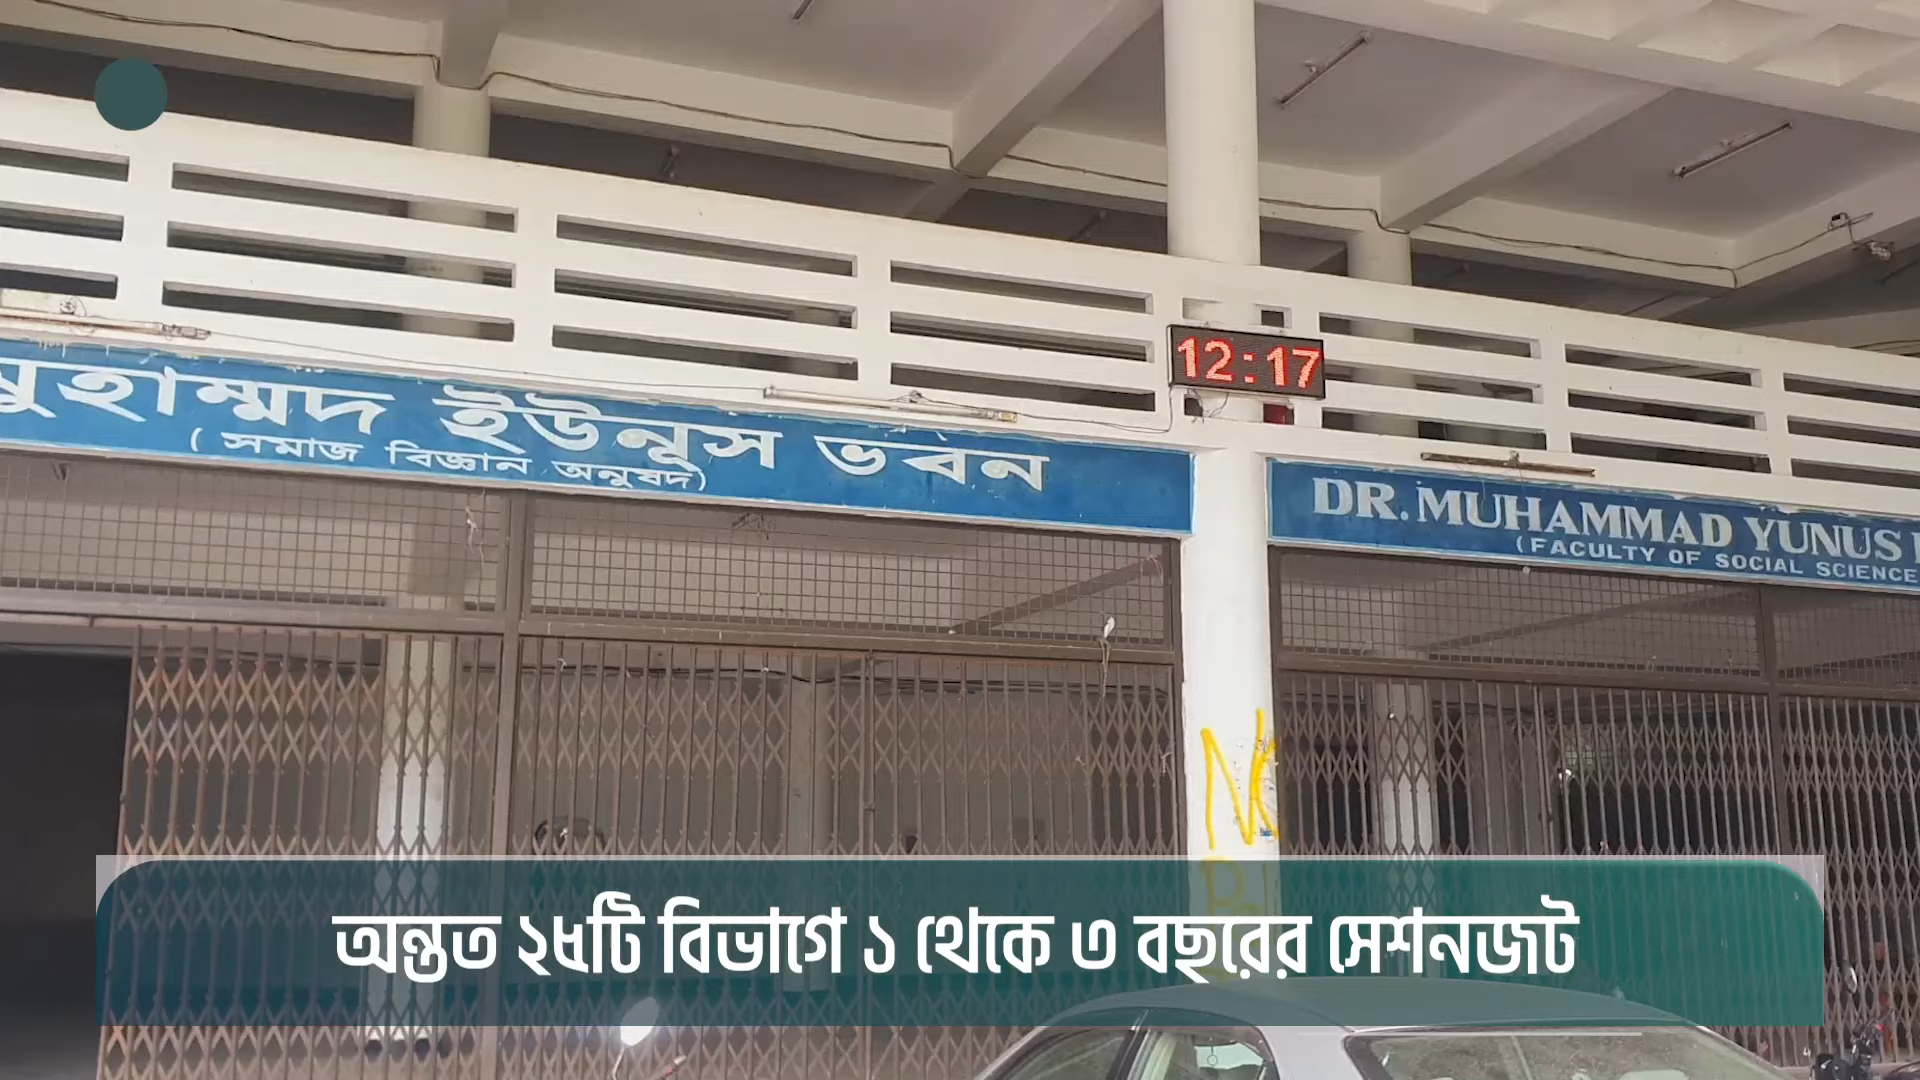 12:17
মুহাম্মদ ইউনূস ভবন
(সমাজ বিজ্ঞান অনুষদ)
DR. MUHAMMAD YUNUS
(FACULTY OF SOCIAL SCIENCE
অন্তত ২৫টি বিভাগে ১ থেকে ৩ বছরের সেশনজট